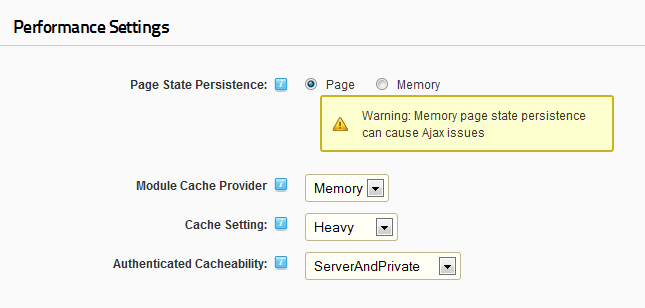 Performance Settings
Page State Persistence: Page Memory
Warning: Memory page state persistence
can cause Ajax issues
Module Cache Provider Memory
Cache Setting: Heavy
Authenticated Cacheability: ServerAndPrivate